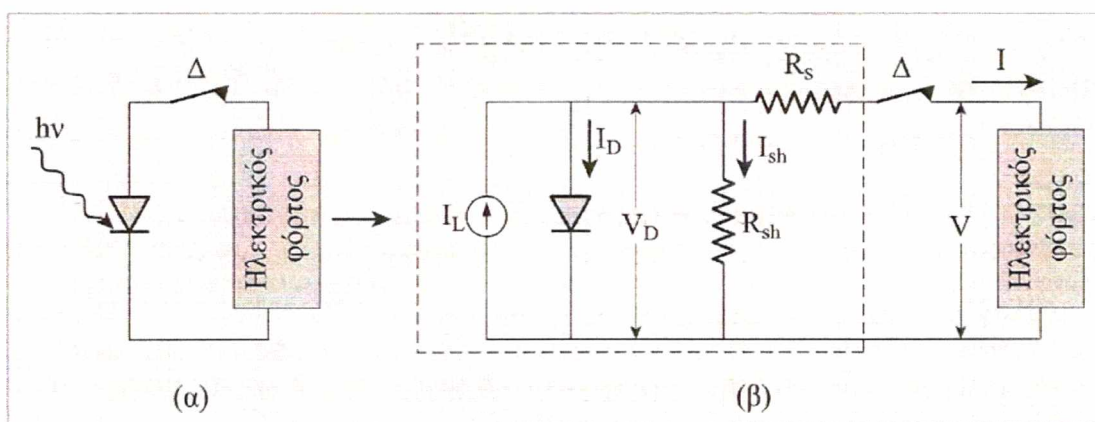 Δ
hν
Ηλεκτρικός
φόρτος
(α)
R_s
Δ
I
I_D
I_sh
I_L
V_D
R_sh
V
Ηλεκτρικός
φόρτος
(β)